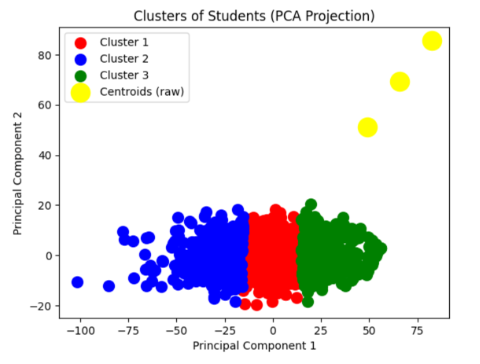 Clusters of Students (PCA Projection)
Cluster 1
Cluster 2
Cluster 3
Centroids (raw)
Principal Component 2
80
60
40
20
0
−20
−100
−75
−50
−25
0
25
50
75
Principal Component 1